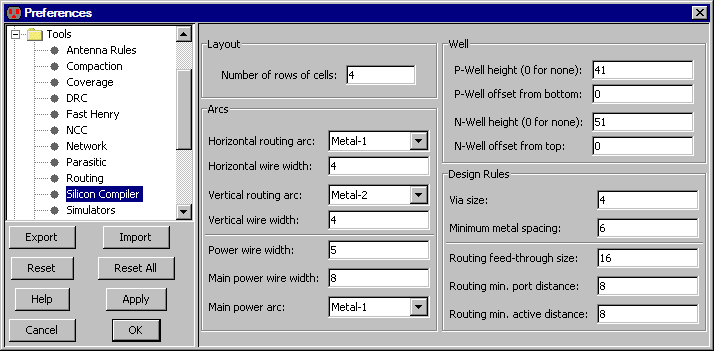 Preferences
Tools
Antenna Rules
Compaction
Coverage
DRC
Fast Henry
NCC
Network
Parasitic
Routing
Silicon Compiler
Simulators
Export
Import
Reset
Reset All
Help
Apply
Cancel
OK
Layout
Number of rows of cells: 4
Arcs
Horizontal routing arc: Metal-1
Horizontal wire width: 4
Vertical routing arc: Metal-2
Vertical wire width: 4
Power wire width: 5
Main power wire width: 8
Main power arc: Metal-1
Well
P-Well height (0 for none): 41
P-Well offset from bottom: 0
N-Well height (0 for none): 51
N-Well offset from top: 0
Design Rules
Via size: 4
Minimum metal spacing: 6
Routing feed-through size: 16
Routing min. port distance: 8
Routing min. active distance: 8